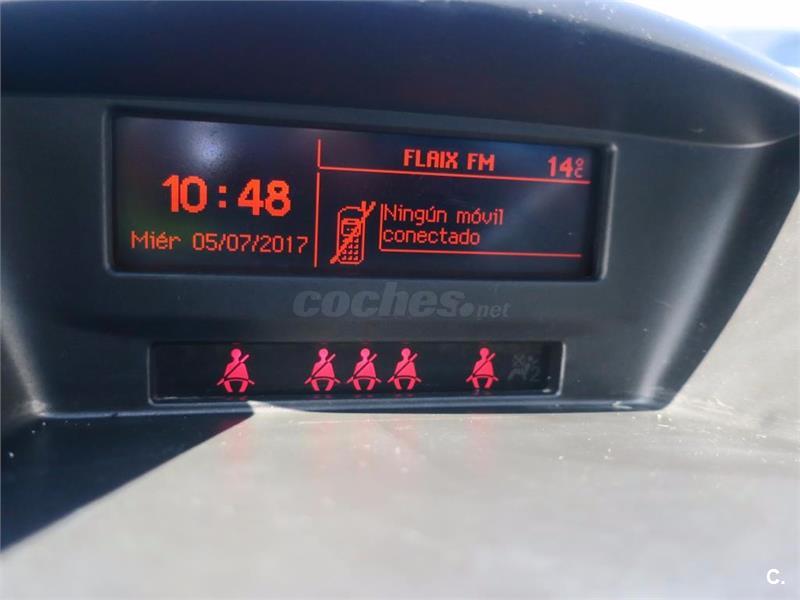 FLAIX FM 14°C
10:48
Ningún móvil
conectado
Miér 05/07/2017
coches.net
C.